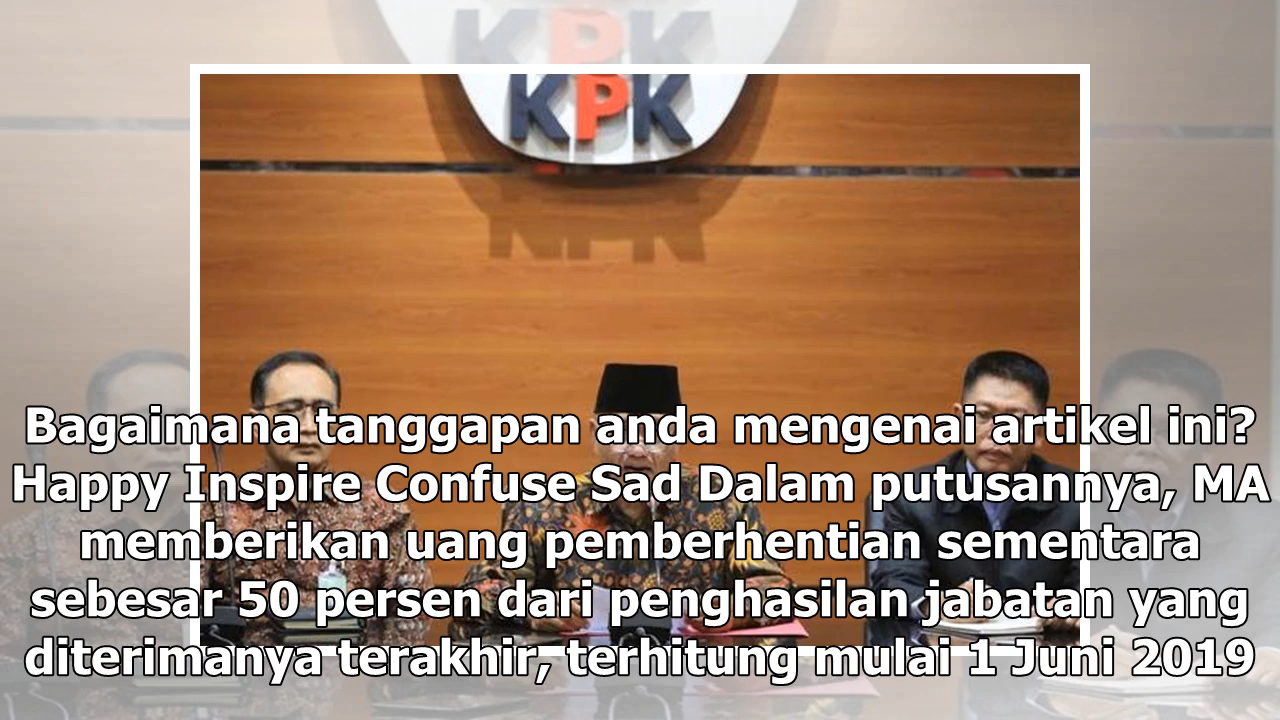 KPK
KPK
Bagaimana tanggapan anda mengenai artikel ini?
Happy Inspire Confuse Sad Dalam putusannya, MA
memberikan uang pemberhentian sementara
sebesar 50 persen dari penghasilan jabatan yang
diterimanya terakhir, terhitung mulai 1 Juni 2019